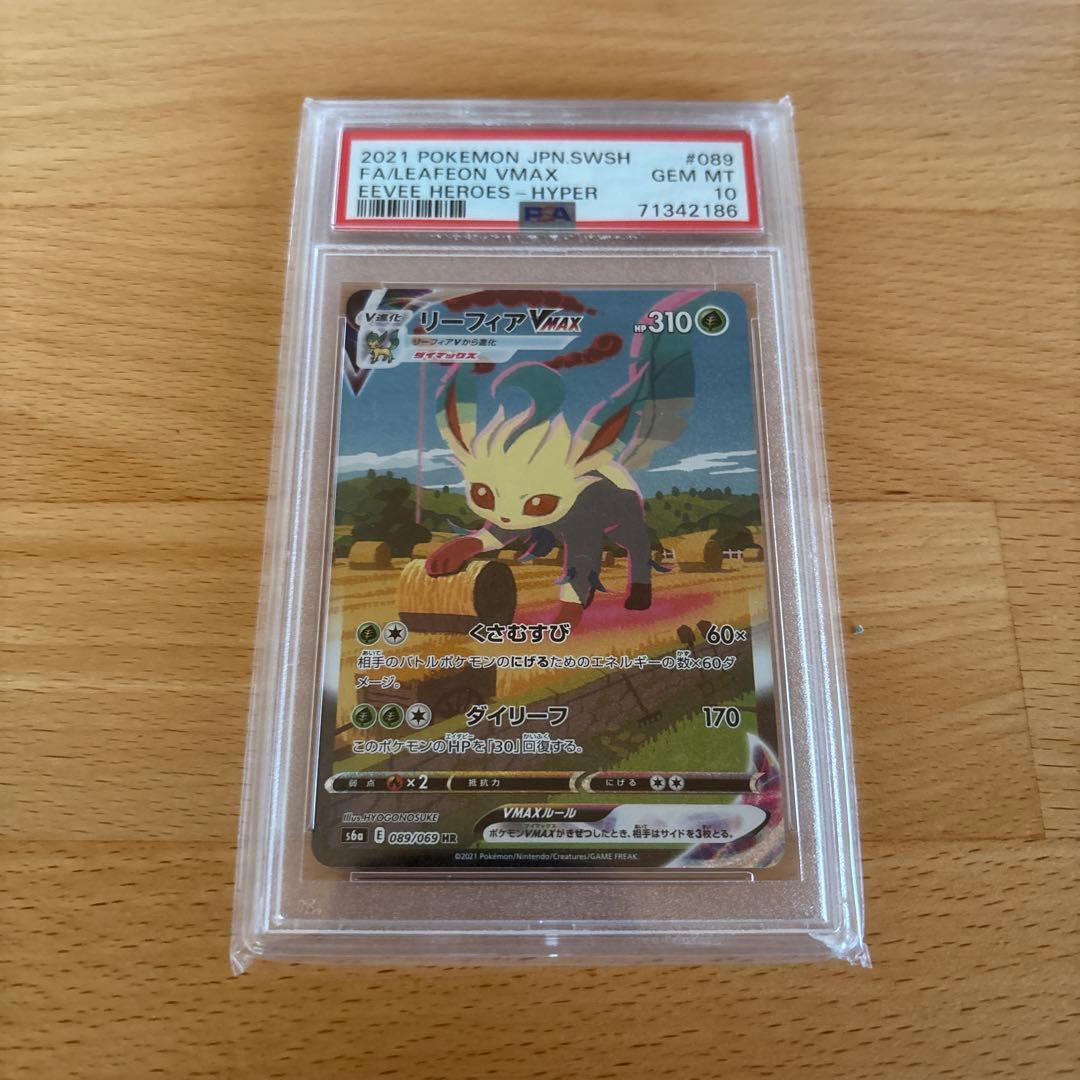 2021 POKEMON JPN.SWSH #089
FA/LEAFEON VMAX GEM MT
EEVEE HEROES - HYPER 10
PSA 71342186
V進化 リーフィアVMAX HP310
リーフィアVから進化
ダイマックス
くさむすび 60×
相手のバトルポケモンのにげるためのエネルギーの数×60ダ
メージ。
ダイリーフ 170
このポケモンのHPを「30」回復する。
弱点 ×2 抵抗力 にげる
Illus. HYOGONOSUKE VMAXルール
s6a E 089/069 HR ポケモンVMAXがきぜつしたとき、相手はサイドを3枚とる。
©2021 Pokémon/Nintendo/Creatures/GAME FREAK.